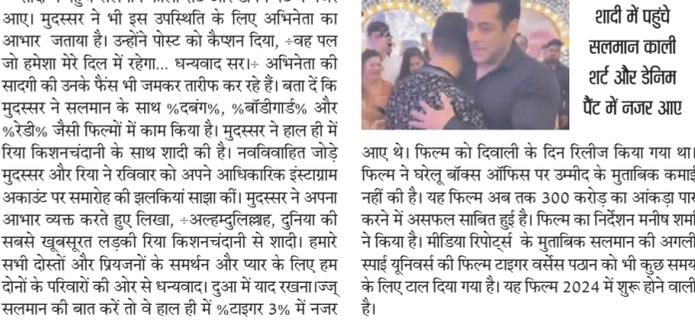 आए। मुदस्सर ने भी इस उपस्थिति के लिए अभिनेता का
आभार जताया है। उन्होंने पोस्ट को कैप्शन दिया, ÷वह पल
जो हमेशा मेरे दिल में रहेगा... धन्यवाद सर।÷ अभिनेता की
सादगी की उनके फैंस भी जमकर तारीफ कर रहे हैं। बता दें कि
मुदस्सर ने सलमान के साथ %दबंग%, %बॉडीगार्ड% और
%रेडी% जैसी फिल्मों में काम किया है। मुदस्सर ने हाल ही में
रिया किशनचंदानी के साथ शादी की है। नवविवाहित जोड़े
मुदस्सर और रिया ने रविवार को अपने आधिकारिक इंस्टाग्राम
अकाउंट पर समारोह की झलकियां साझा कीं। मुदस्सर ने अपना
आभार व्यक्त करते हुए लिखा, ÷अल्हम्दुलिल्लाह, दुनिया की
सबसे खूबसूरत लड़की रिया किशनचंदानी से शादी। हमारे
सभी दोस्तों और प्रियजनों के समर्थन और प्यार के लिए हम
दोनों के परिवारों की ओर से धन्यवाद। दुआ में याद रखना।ज्ज्
सलमान की बात करें तो वे हाल ही में %टाइगर 3% में नजर
शादी में पहुंचे
सलमान काली
शर्ट और डेनिम
पैंट में नजर आए
आए थे। फिल्म को दिवाली के दिन रिलीज किया गया था।
फिल्म ने घरेलू बॉक्स ऑफिस पर उम्मीद के मुताबिक कमाई
नहीं की है। यह फिल्म अब तक 300 करोड़ का आंकड़ा पार
करने में असफल साबित हुई है। फिल्म का निर्देशन मनीष शर्मा
ने किया है। मीडिया रिपोर्ट्स के मुताबिक सलमान की अगली
स्पाई यूनिवर्स की फिल्म टाइगर वर्सेस पठान को भी कुछ समय
के लिए टाल दिया गया है। यह फिल्म 2024 में शुरू होने वाली
है।